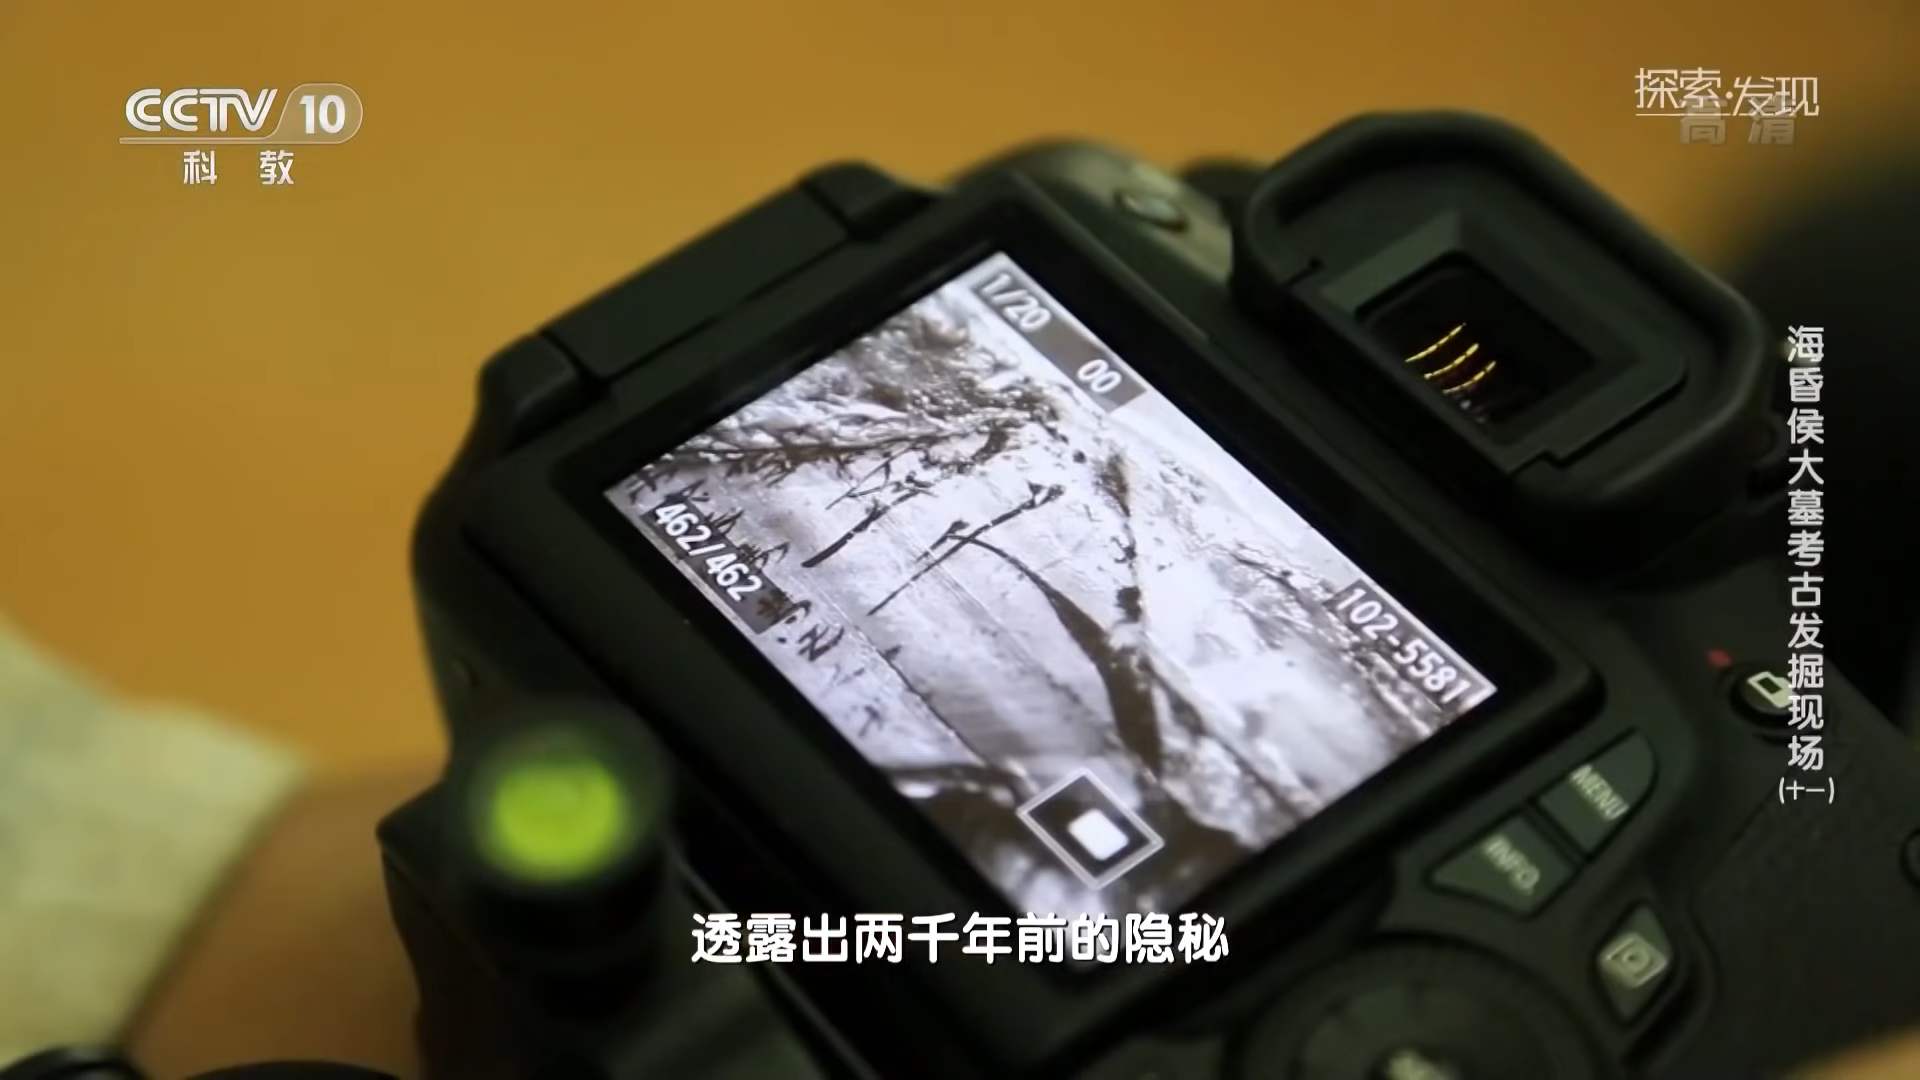 CCTV 10
科 教
探索·发现
高清
1/20
00
462/462
102-5581
MENU
INFO.
海昏侯大墓考古发掘现场
(十一)
透露出两千年前的隐秘